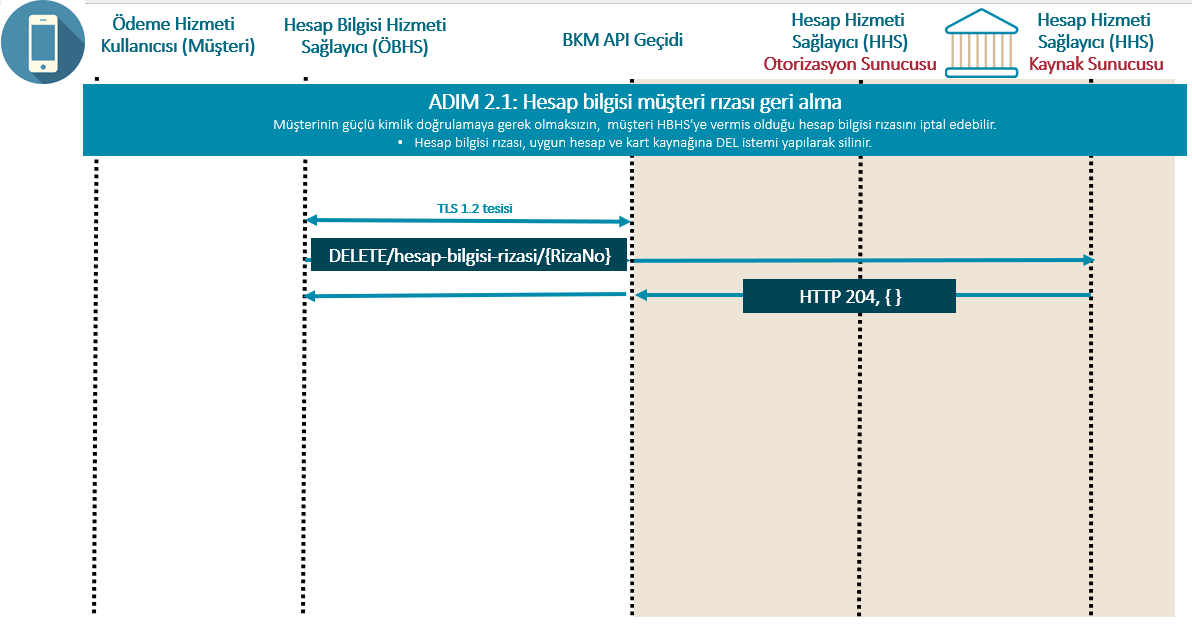 Ödeme Hizmeti
Kullanıcısı (Müşteri)
Hesap Bilgisi Hizmeti
Sağlayıcı (ÖBHS)
BKM API Geçidi
Hesap Hizmeti
Sağlayıcı (HHS)
Otorizasyon Sunucusu
Hesap Hizmeti
Sağlayıcı (HHS)
Kaynak Sunucusu
ADIM 2.1: Hesap bilgisi müşteri rızası geri alma
Müşterinin güçlü kimlik doğrulamaya gerek olmaksızın, müşteri HBHS'ye vermis olduğu hesap bilgisi rızasını iptal edebilir.
• Hesap bilgisi rızası, uygun hesap ve kart kaynağına DEL istemi yapılarak silinir.
TLS 1.2 tesisi
DELETE/hesap-bilgisi-rizasi/{RizaNo}
HTTP 204, { }